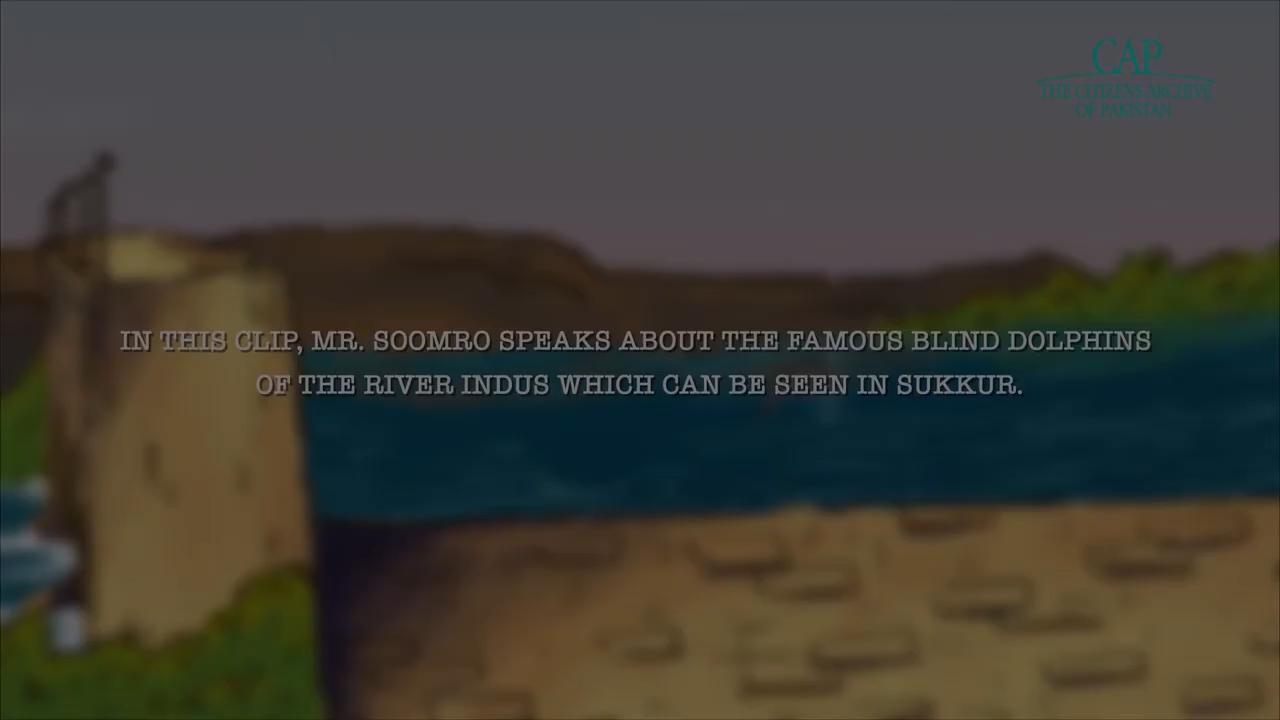 CAP
THE CITIZENS ARCHIVE
OF PAKISTAN
IN THIS CLIP, MR. SOOMRO SPEAKS ABOUT THE FAMOUS BLIND DOLPHINS
OF THE RIVER INDUS WHICH CAN BE SEEN IN SUKKUR.